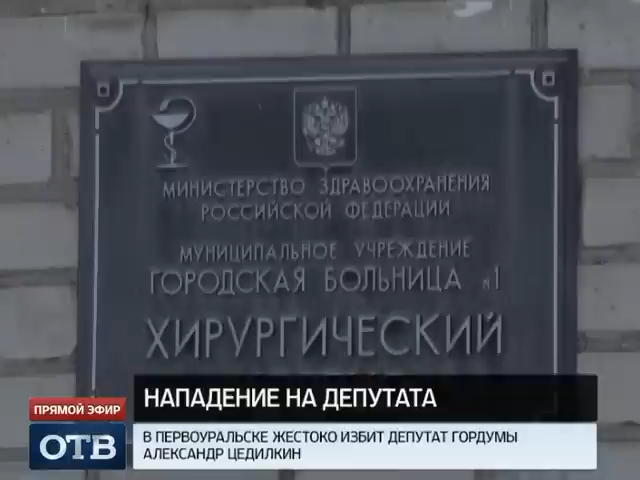 МИНИСТЕРСТВО ЗДРАВООХРАНЕНИЯ
РОССИЙСКОЙ ФЕДЕРАЦИИ
МУНИЦИПАЛЬНОЕ УЧРЕЖДЕНИЕ
ГОРОДСКАЯ БОЛЬНИЦА №1
ХИРУРГИЧЕСКИЙ
НАПАДЕНИЕ НА ДЕПУТАТА
ПРЯМОЙ ЭФИР
ОТВ
В ПЕРВОУРАЛЬСКЕ ЖЕСТОКО ИЗБИТ ДЕПУТАТ ГОРДУМЫ
АЛЕКСАНДР ЦЕДИЛКИН